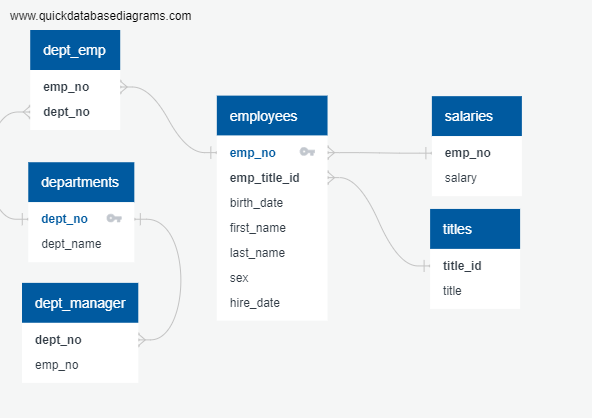 www.quickdatabasediagrams.com
dept_emp
emp_no
dept_no
departments
dept_no
dept_name
dept_manager
dept_no
emp_no
employees
emp_no
emp_title_id
birth_date
first_name
last_name
sex
hire_date
salaries
emp_no
salary
titles
title_id
title